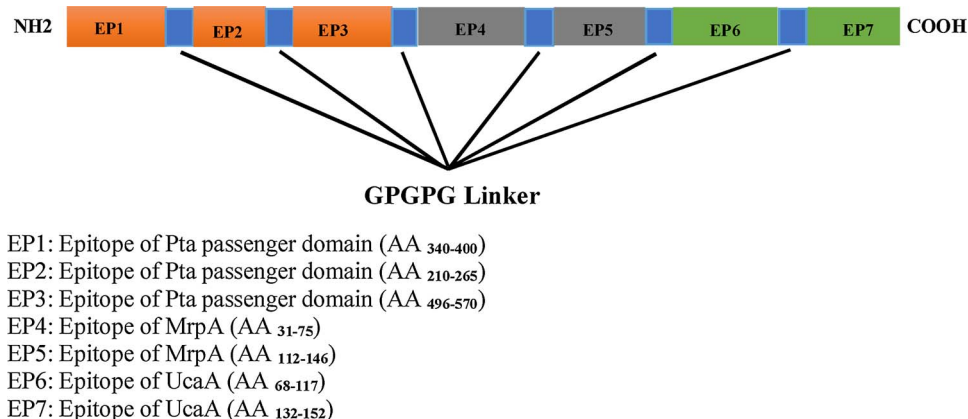 NH2 EP1 EP2 EP3 EP4 EP5 EP6 EP7 COOH
GPGPG Linker
EP1: Epitope of Pta passenger domain (AA 340-400)
EP2: Epitope of Pta passenger domain (AA 210-265)
EP3: Epitope of Pta passenger domain (AA 496-570)
EP4: Epitope of MrpA (AA 31-75)
EP5: Epitope of MrpA (AA 112-146)
EP6: Epitope of UcaA (AA 68-117)
EP7: Epitope of UcaA (AA 132-152)